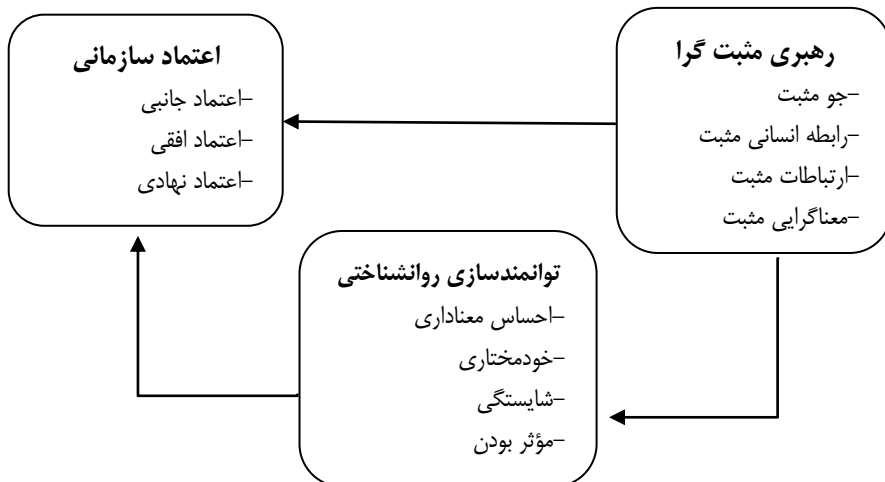 رهبری مثبت گرا
-جو مثبت
-رابطه انسانی مثبت
-ارتباطات مثبت
-معناگرایی مثبت
اعتماد سازمانی
-اعتماد جانبی
-اعتماد افقی
-اعتماد نهادی
توانمندسازی روانشناختی
-احساس معناداری
-خودمختاری
-شایستگی
-مؤثر بودن